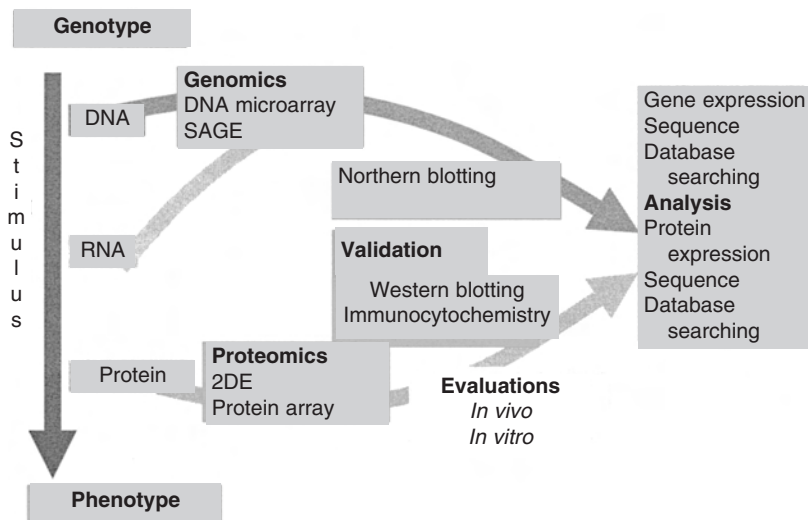 Genotype
Stimulus
DNA
Genomics
DNA microarray
SAGE
RNA
Northern blotting
Validation
Western blotting
Immunocytochemistry
Protein
Proteomics
2DE
Protein array
Evaluations
In vivo
In vitro
Gene expression
Sequence
Database
searching
Analysis
Protein
expression
Sequence
Database
searching
Phenotype